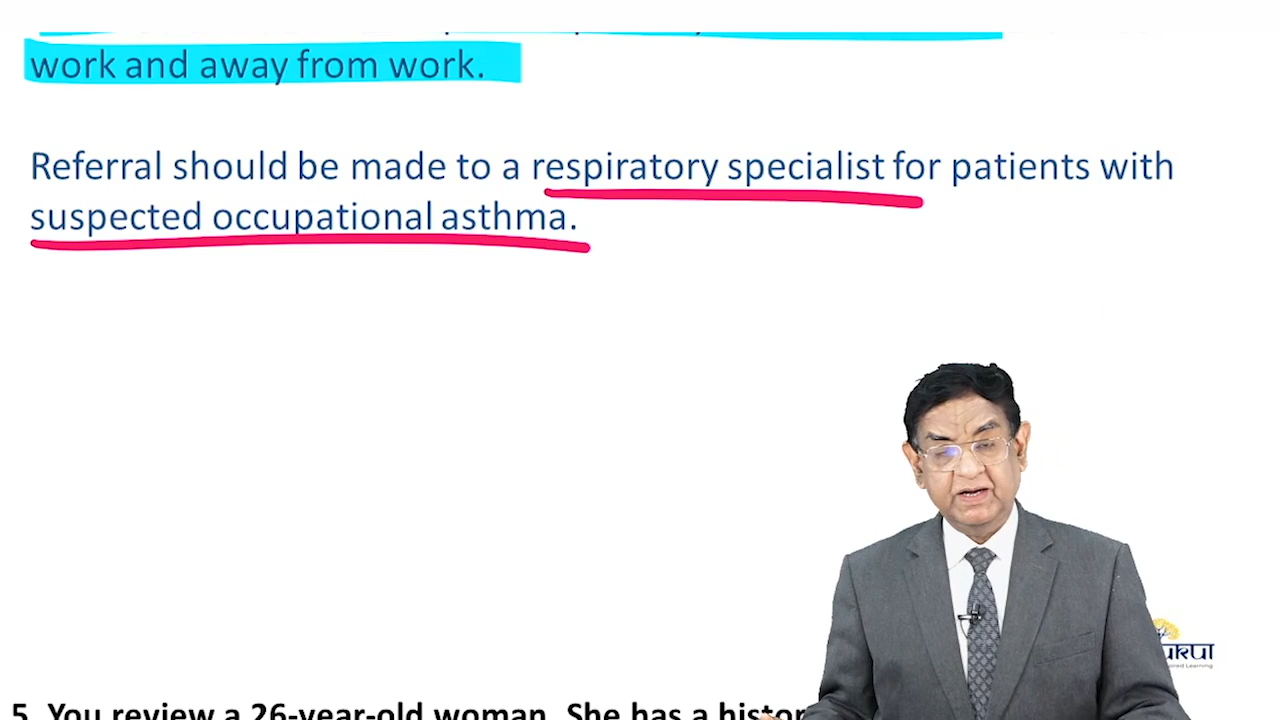 work and away from work.
Referral should be made to a respiratory specialist for patients with
suspected occupational asthma.
5. You review a 26-year-old woman. She has a